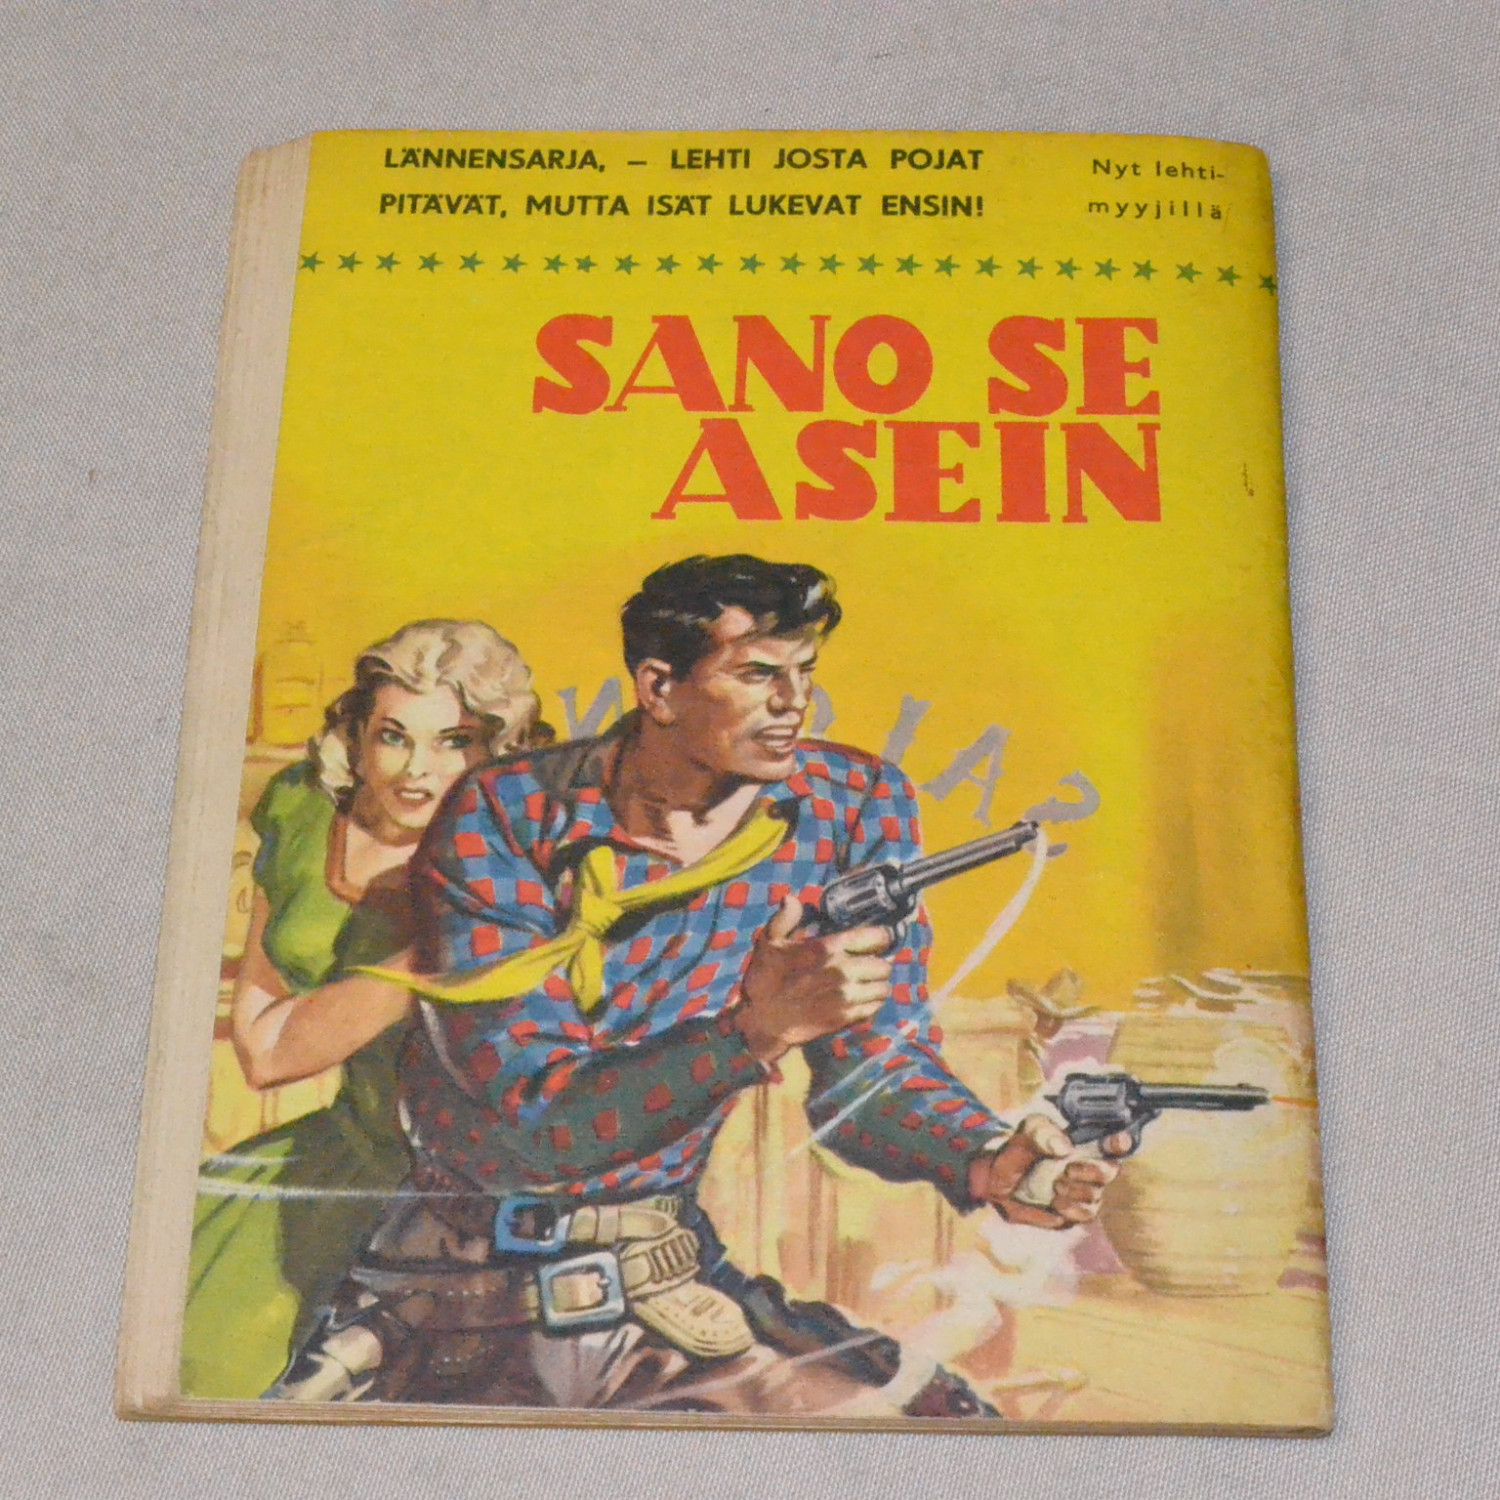 LÄNNENSARJA, – LEHTI JOSTA POJAT
PITÄVÄT, MUTTA ISÄT LUKEVAT ENSIN!
Nyt lehti-
myyjillä
SANO SE
ASEIN